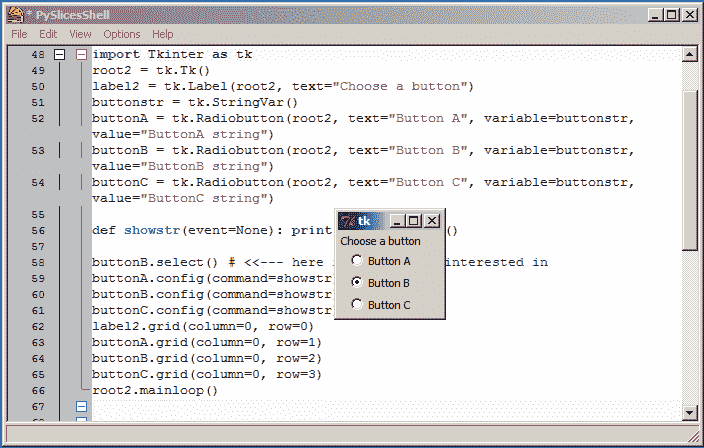 * PySlicesShell
File Edit View Options Help
48 import Tkinter as tk
49 root2 = tk.Tk()
50 label2 = tk.Label(root2, text="Choose a button")
51 buttonstr = tk.StringVar()
52 buttonA = tk.Radiobutton(root2, text="Button A", variable=buttonstr,
value="ButtonA string")
53 buttonB = tk.Radiobutton(root2, text="Button B", variable=buttonstr,
value="ButtonB string")
54 buttonC = tk.Radiobutton(root2, text="Button C", variable=buttonstr,
value="ButtonC string")
55
56 def showstr(event=None): print ()
57
58 buttonB.select() # <<--- here interested in
59 buttonA.config(command=showstr
60 buttonB.config(command=showstr
61 buttonC.config(command=showstr
62 label2.grid(column=0, row=0)
63 buttonA.grid(column=0, row=1)
64 buttonB.grid(column=0, row=2)
65 buttonC.grid(column=0, row=3)
66 root2.mainloop()
67
tk
Choose a button
Button A
Button B
Button C